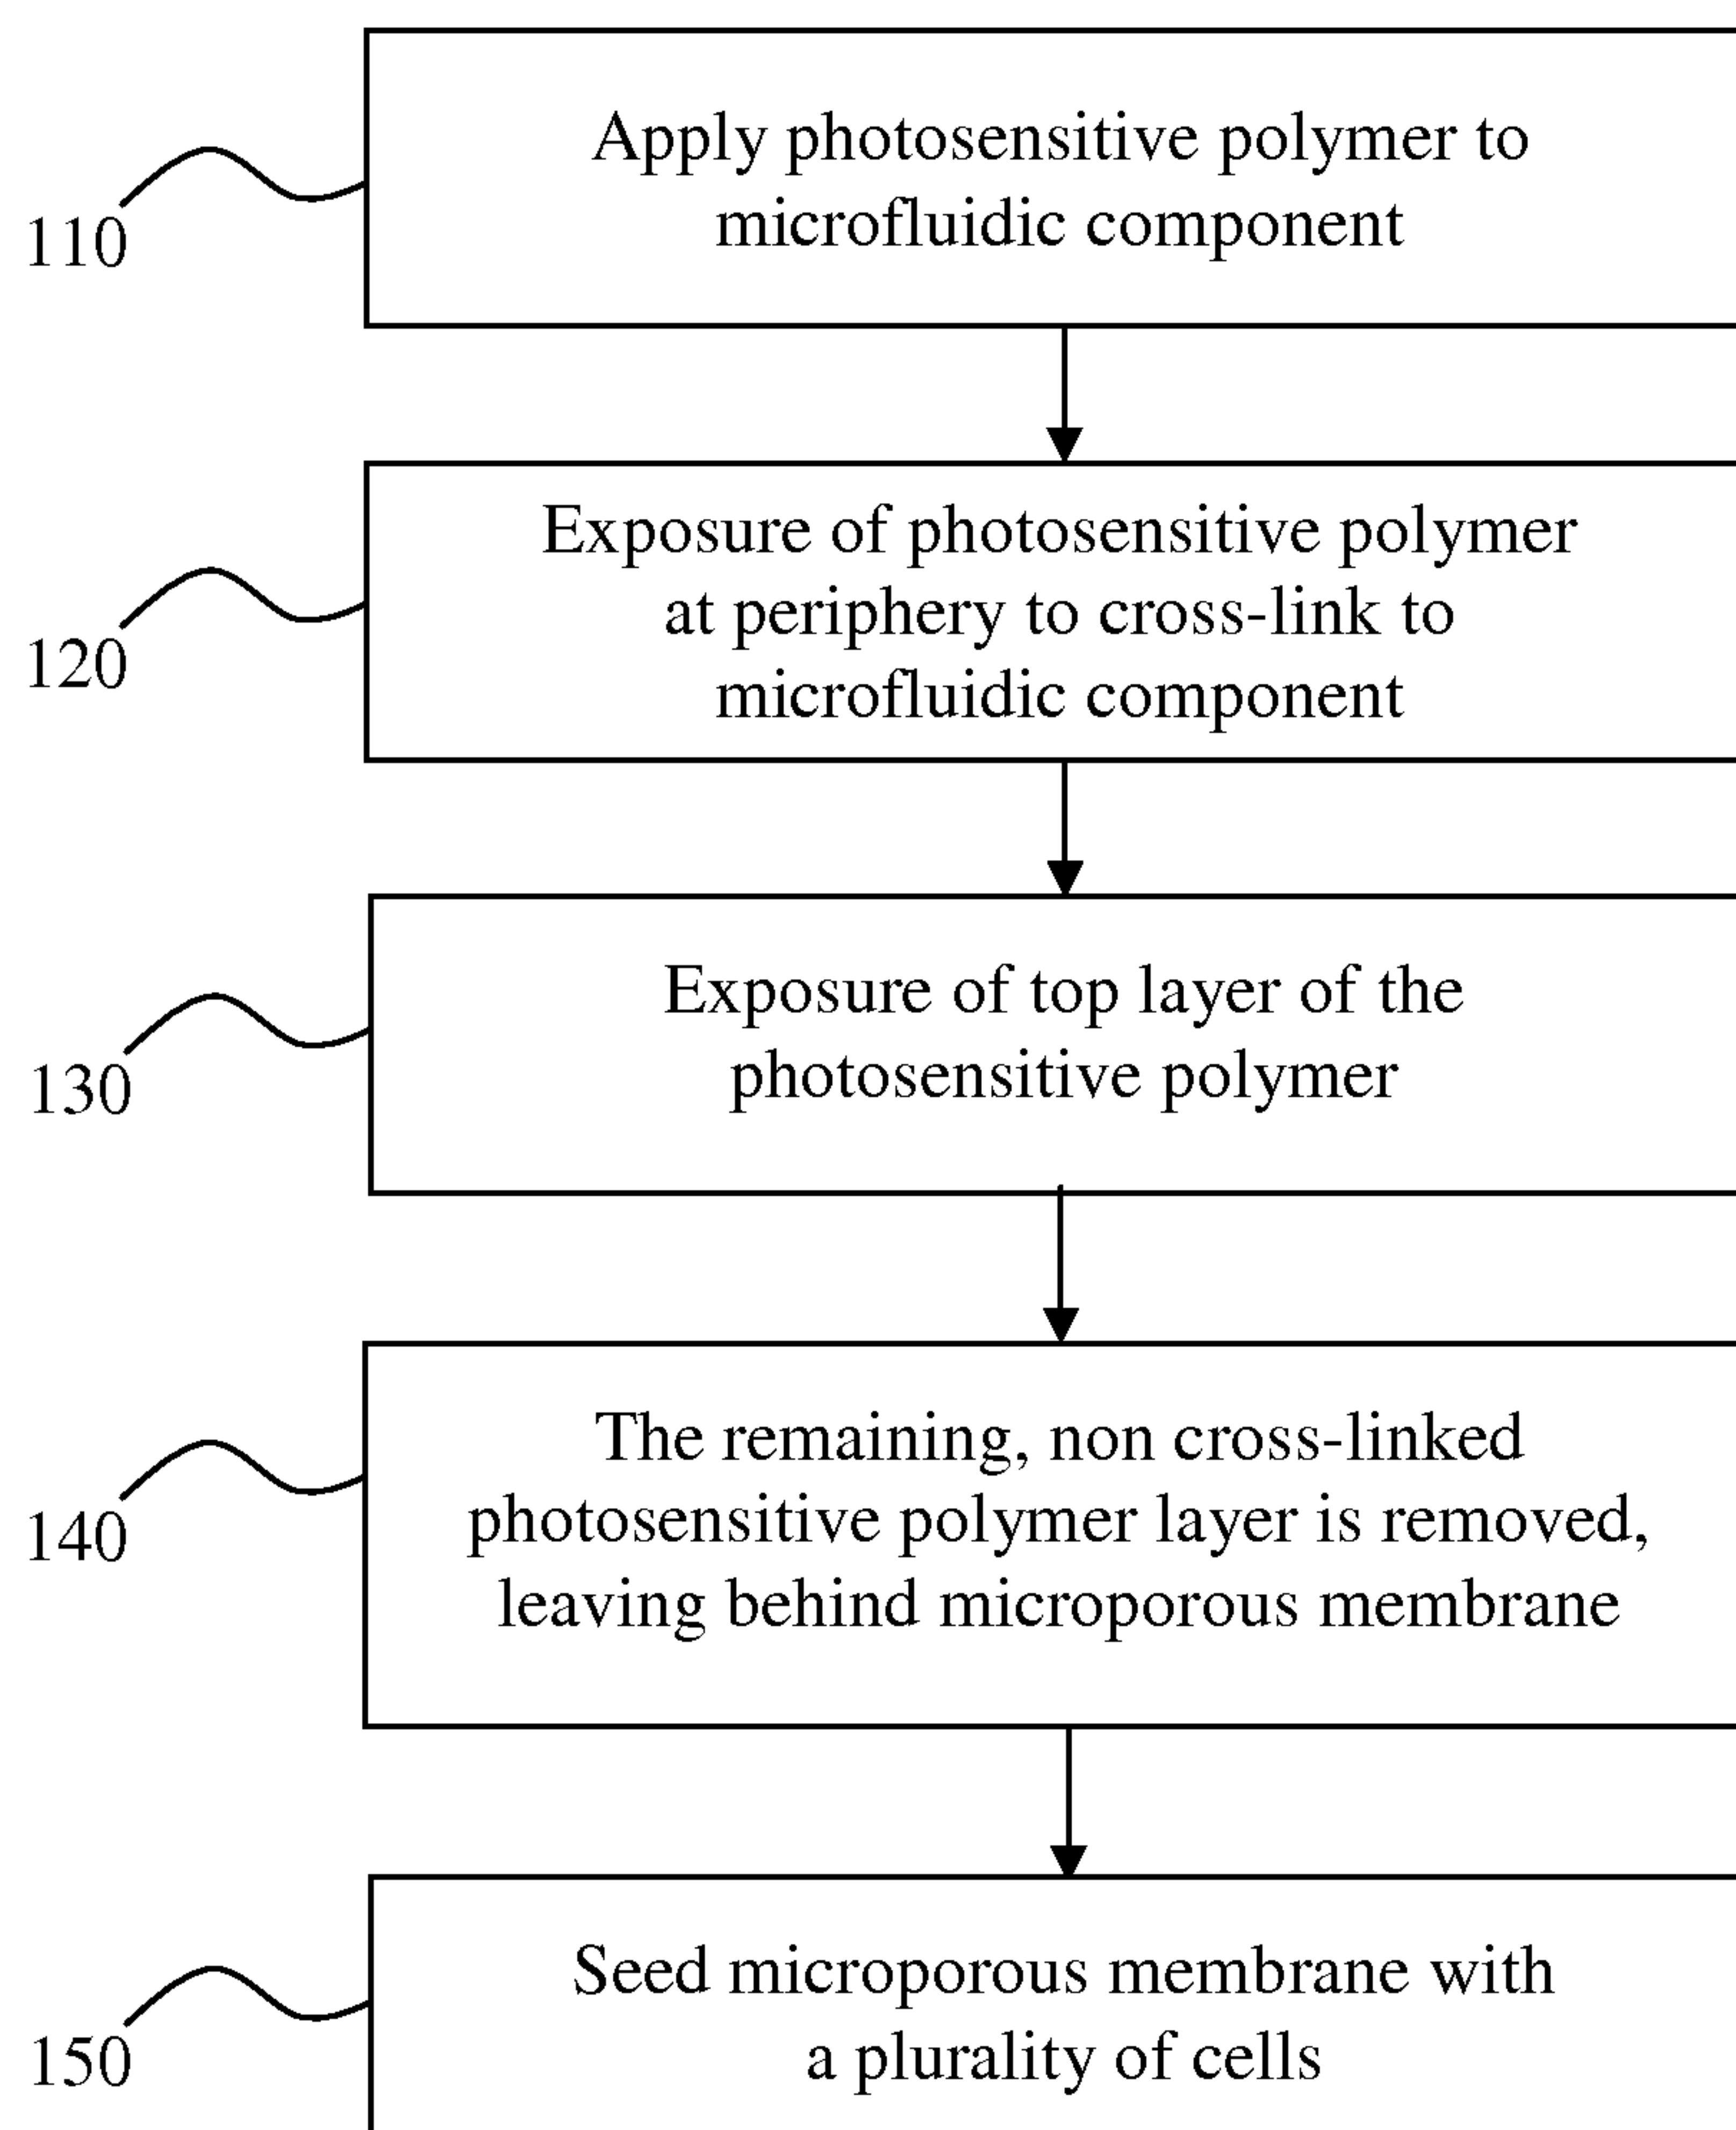 Apply photosensitive polymer to
microfluidic component
110
Exposure of photosensitive polymer
at periphery to cross-link to
microfluidic component
120
Exposure of top layer of the
photosensitive polymer
130
The remaining, non cross-linked
photosensitive polymer layer is removed,
leaving behind microporous membrane
140
Seed microporous membrane with
a plurality of cells
150